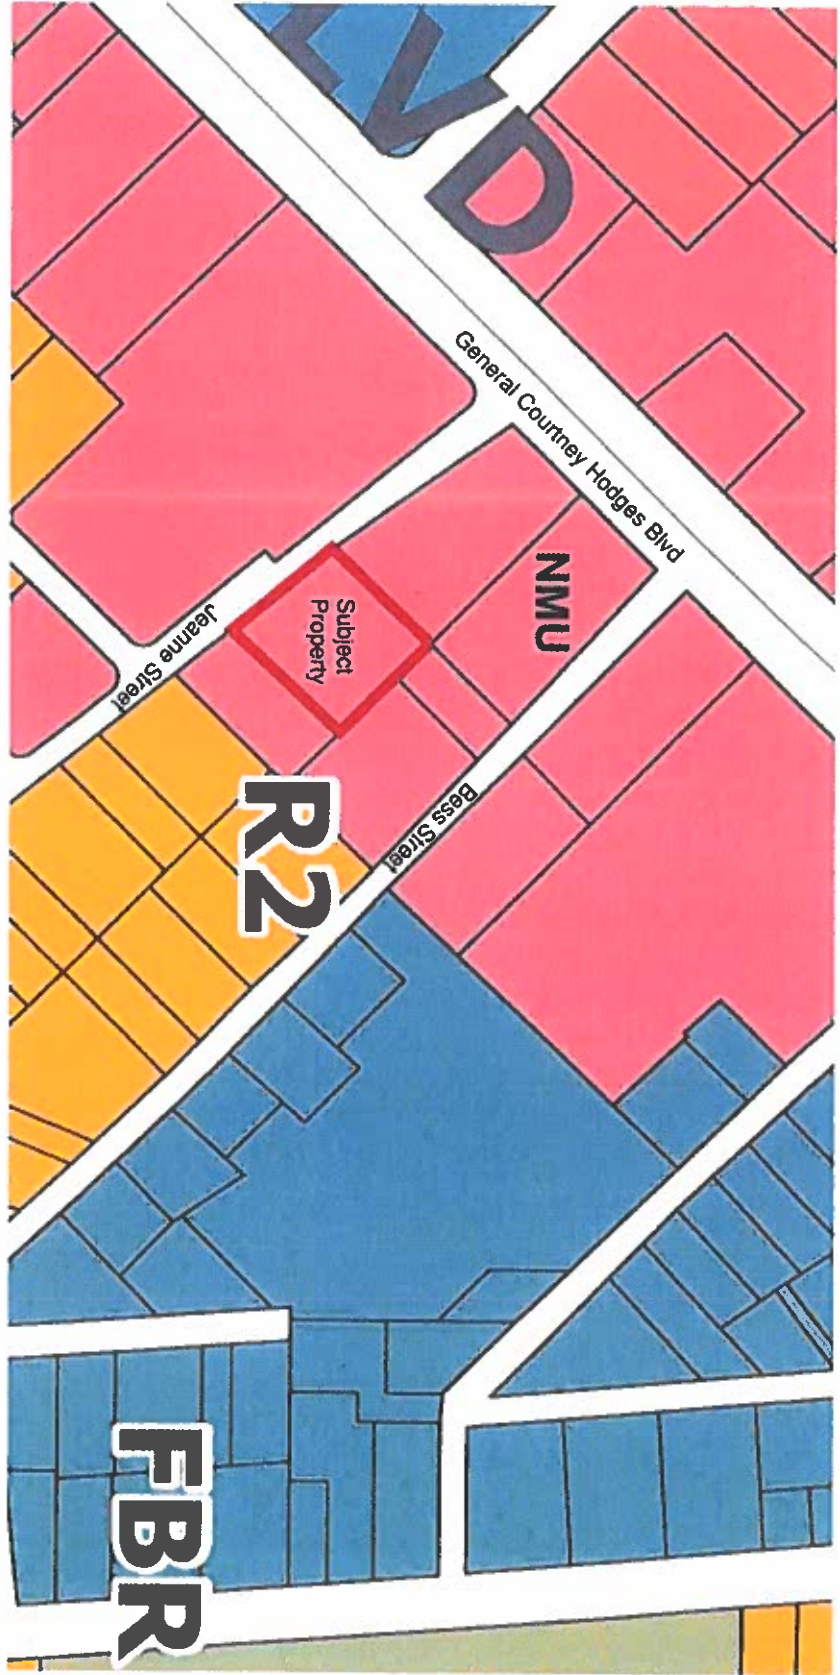 LVD
General Courtney Hodges Blvd
NMU
Subject
Property
Jeanne Street
Bess Street
R2
FBR